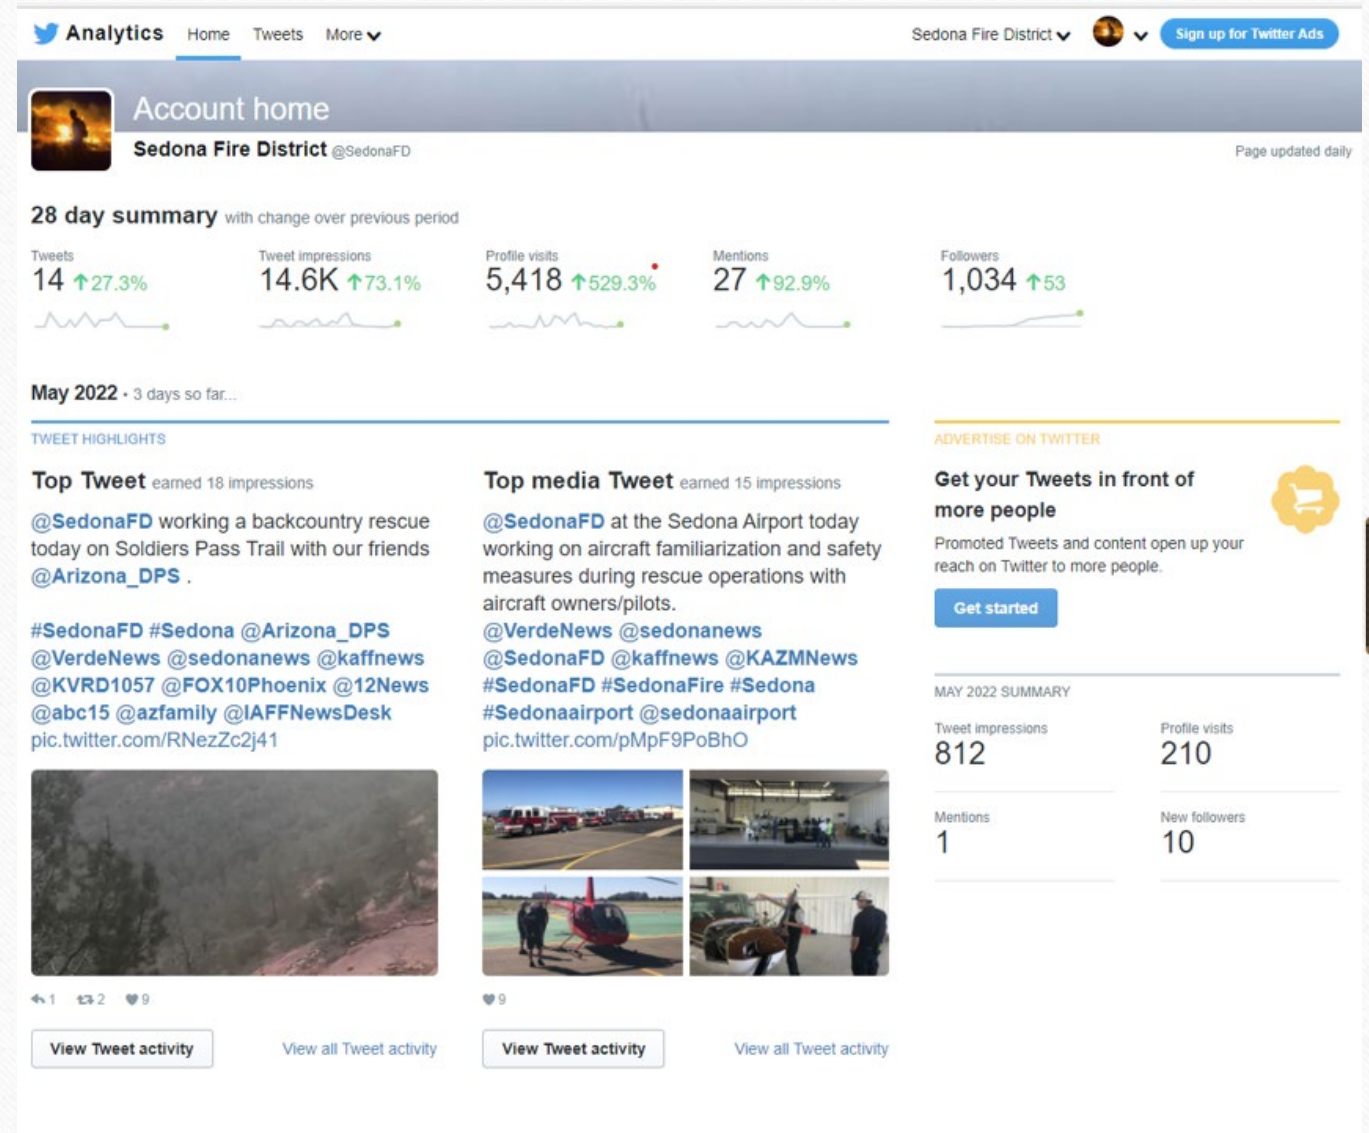 Analytics Home Tweets More Sedona Fire District Sign up for Twitter Ads
Account home
Sedona Fire District @SedonaFD Page updated daily
28 day summary with change over previous period
Tweets
14 ↑27.3%
Tweet impressions
14.6K ↑73.1%
Profile visits
5,418 ↑529.3%
Mentions
27 ↑92.9%
Followers
1,034 ↑53
May 2022 • 3 days so far...
TWEET HIGHLIGHTS
Top Tweet earned 18 impressions
@SedonaFD working a backcountry rescue
today on Soldiers Pass Trail with our friends
@Arizona_DPS .
#SedonaFD #Sedona @Arizona_DPS
@VerdeNews @sedonanews @kaffnews
@KVRD1057 @FOX10Phoenix @12News
@abc15 @azfamily @IAFFNewsDesk
pic.twitter.com/RNezZc2j41
1 2 9
View Tweet activity View all Tweet activity
Top media Tweet earned 15 impressions
@SedonaFD at the Sedona Airport today
working on aircraft familiarization and safety
measures during rescue operations with
aircraft owners/pilots.
@VerdeNews @sedonanews
@SedonaFD @kaffnews @KAZMNews
#SedonaFD #SedonaFire #Sedona
#Sedonaairport @sedonaairport
pic.twitter.com/pMpF9PoBhO
9
View Tweet activity View all Tweet activity
ADVERTISE ON TWITTER
Get your Tweets in front of
more people
Promoted Tweets and content open up your
reach on Twitter to more people.
Get started
MAY 2022 SUMMARY
Tweet impressions
812
Profile visits
210
Mentions
1
New followers
10